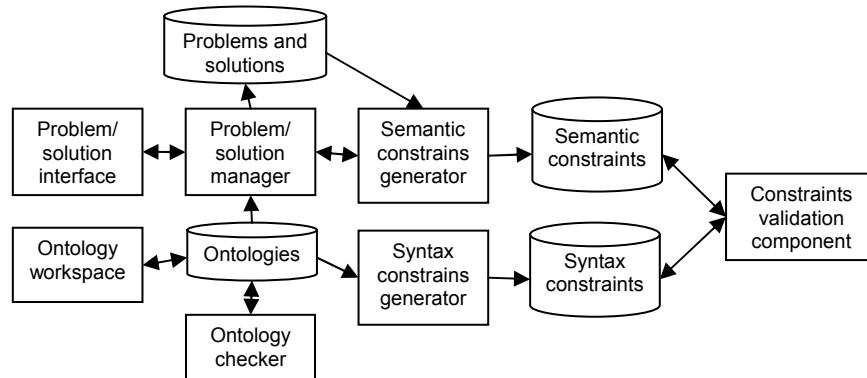 Problems and
solutions
Problem/
solution
interface
Problem/
solution
manager
Semantic
constrains
generator
Semantic
constraints
Constraints
validation
component
Ontology
workspace
Ontologies
Syntax
constrains
generator
Syntax
constraints
Ontology
checker